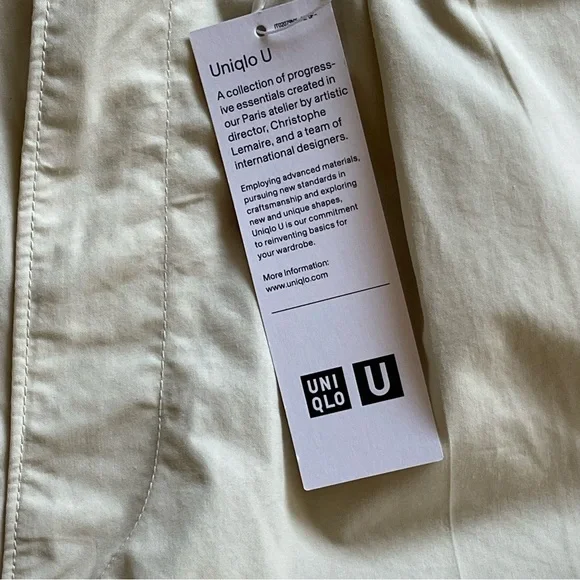 Uniqlo U
A collection of progress-
ive essentials created in
our Paris atelier by artistic
director, Christophe
Lemaire, and a team of
international designers.
Employing advanced materials,
pursuing new standards in
craftsmanship and exploring
new and unique shapes,
Uniqlo U is our commitment
to reinventing basics for
your wardrobe.
More Information:
www.uniqlo.com
UNI
QLO
U